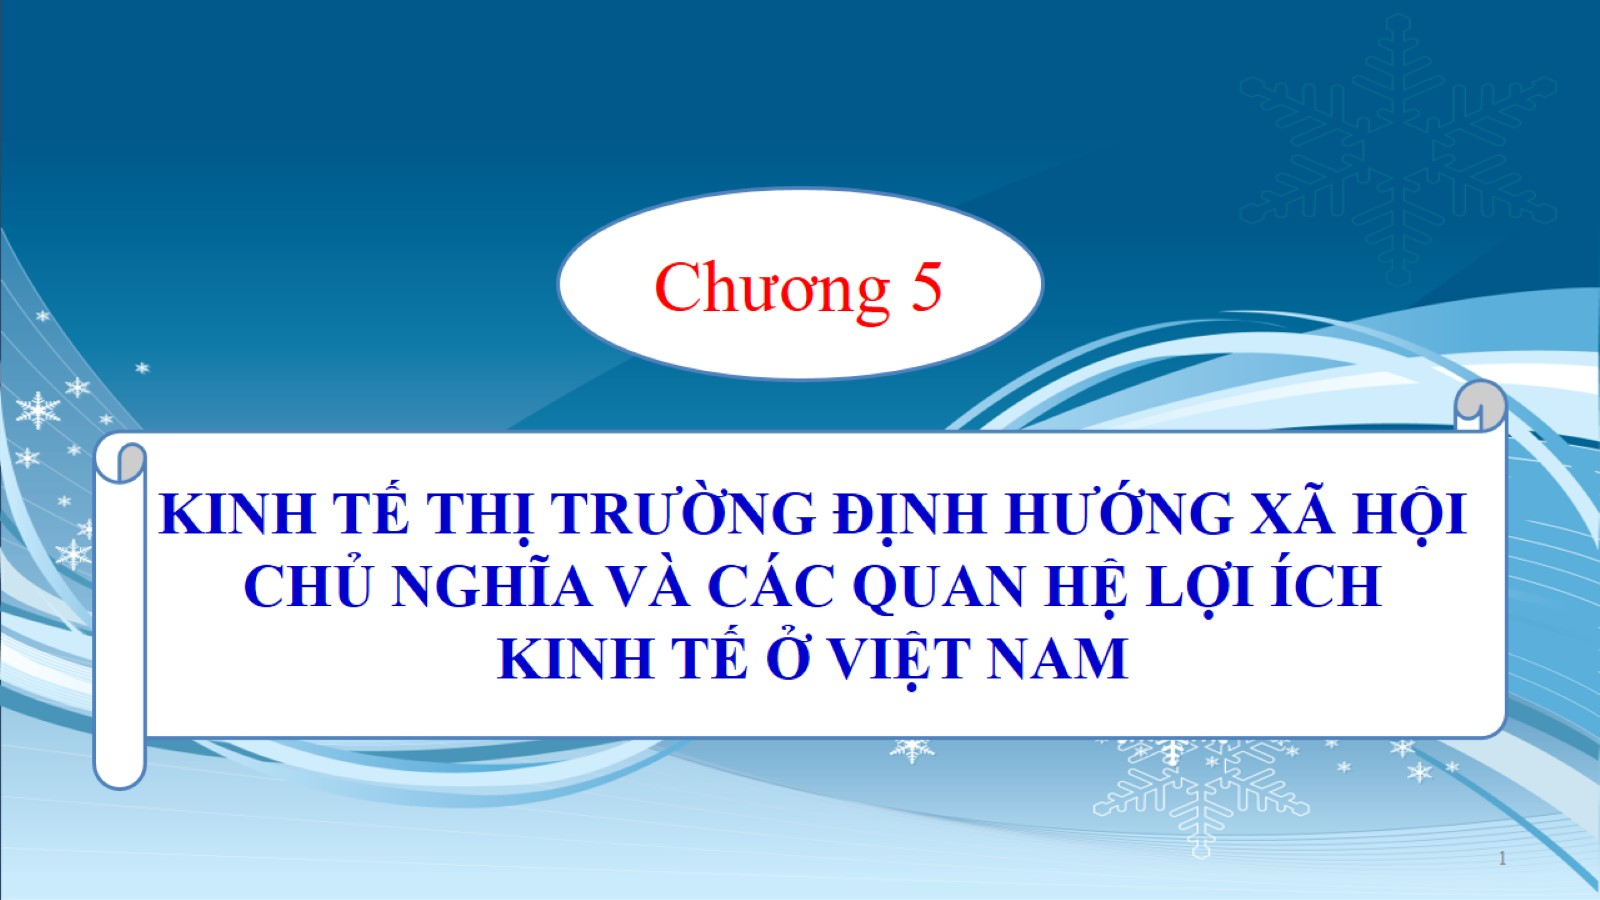 Chương 5
KINH TẾ THỊ TRƯỜNG ĐỊNH HƯỚNG XÃ HỘI
CHỦ NGHĨA VÀ CÁC QUAN HỆ LỢI ÍCH
KINH TẾ Ở VIỆT NAM
1